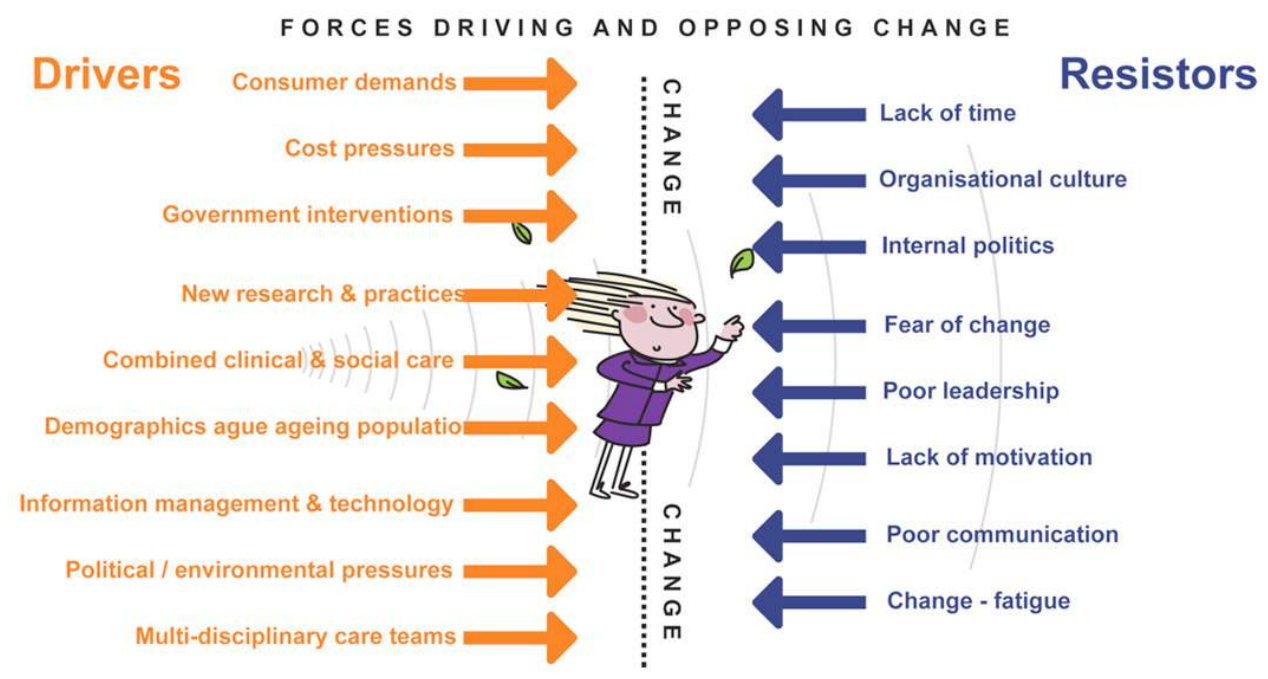 FORCES DRIVING AND OPPOSING CHANGE
Drivers
Consumer demands
Cost pressures
Government interventions
New research & practices
Combined clinical & social care
Demographics ague ageing populatio
Information management & technology
Political / environmental pressures
Multi-disciplinary care teams
CHANGE
CHANGE
Resistors
Lack of time
Organisational culture
Internal politics
Fear of change
Poor leadership
Lack of motivation
Poor communication
Change - fatigue